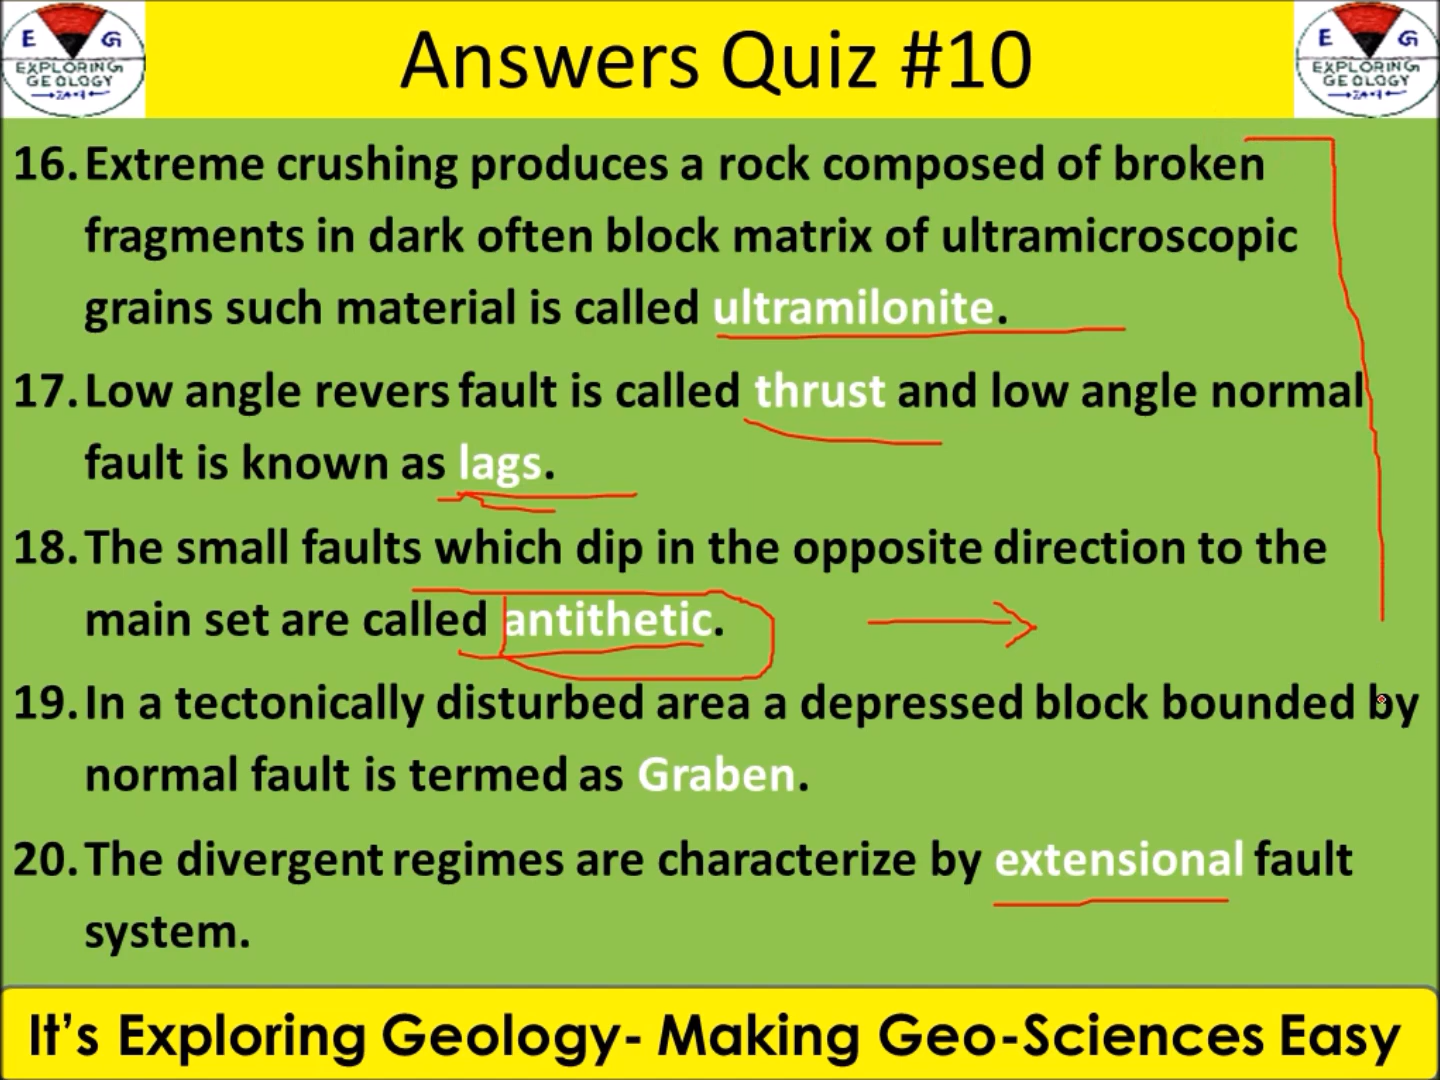 E G
EXPLORING
GEOLOGY
Answers Quiz #10
E G
EXPLORING
GEOLOGY
16. Extreme crushing produces a rock composed of broken
fragments in dark often block matrix of ultramicroscopic
grains such material is called ultramilonite.
17. Low angle revers fault is called thrust and low angle normal
fault is known as lags.
18. The small faults which dip in the opposite direction to the
main set are called antithetic.
19. In a tectonically disturbed area a depressed block bounded by
normal fault is termed as Graben.
20. The divergent regimes are characterize by extensional fault
system.
It's Exploring Geology- Making Geo-Sciences Easy